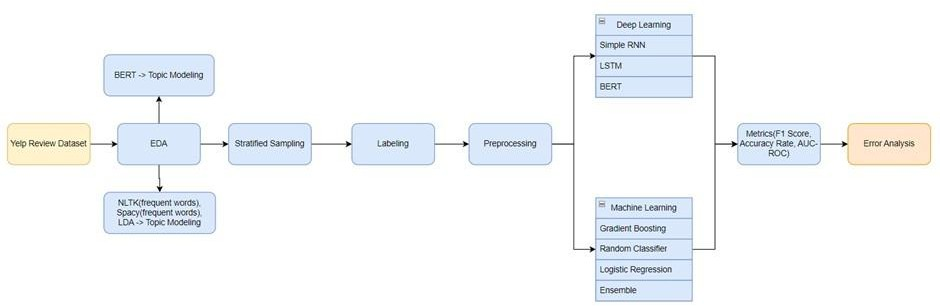 BERT -> Topic Modeling
Yelp Review Dataset
EDA
NLTK(frequent words),
Spacy(frequent words),
LDA -> Topic Modeling
Stratified Sampling
Labeling
Preprocessing
Deep Learning
Simple RNN
LSTM
BERT
Machine Learning
Gradient Boosting
Random Classifier
Logistic Regression
Ensemble
Metrics(F1 Score,
Accuracy Rate, AUC-
ROC)
Error Analysis